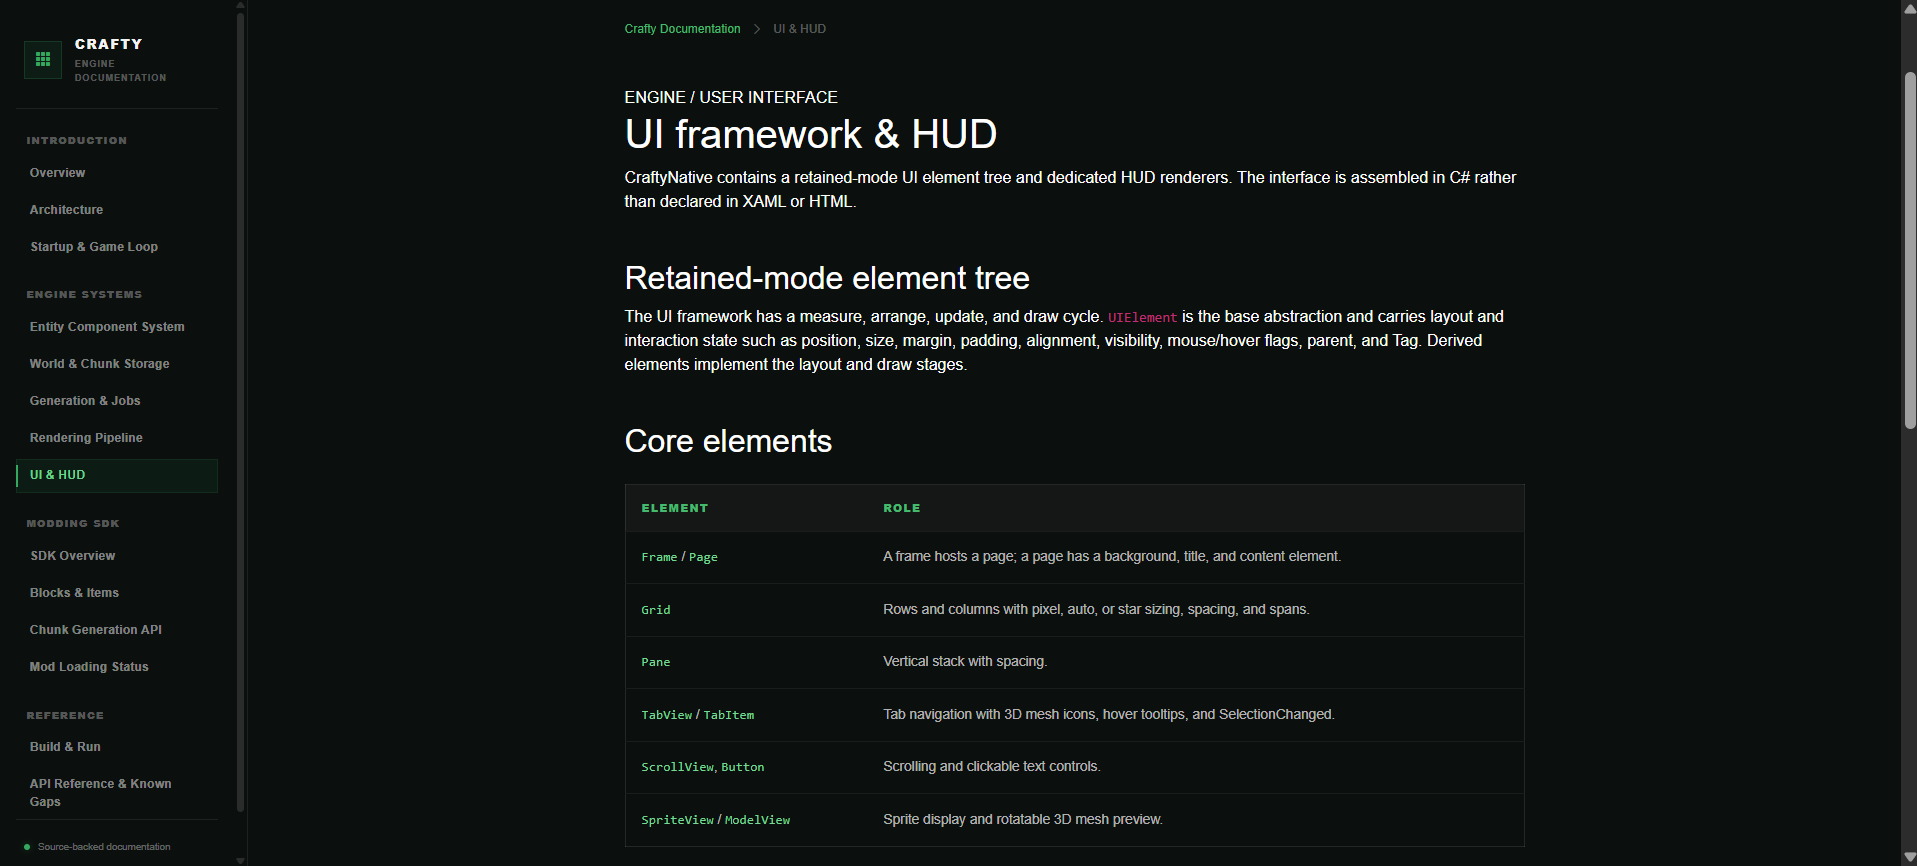 CRAFTY
ENGINE
DOCUMENTATION
INTRODUCTION
Overview
Architecture
Startup & Game Loop
ENGINE SYSTEMS
Entity Component System
World & Chunk Storage
Generation & Jobs
Rendering Pipeline
UI & HUD
MODDING SDK
SDK Overview
Blocks & Items
Chunk Generation API
Mod Loading Status
REFERENCE
Build & Run
API Reference & Known
Gaps
Source-backed documentation
Crafty Documentation > UI & HUD
ENGINE / USER INTERFACE
UI framework & HUD
CraftyNative contains a retained-mode UI element tree and dedicated HUD renderers. The interface is assembled in C# rather
than declared in XAML or HTML.
Retained-mode element tree
The UI framework has a measure, arrange, update, and draw cycle. UIElement is the base abstraction and carries layout and
interaction state such as position, size, margin, padding, alignment, visibility, mouse/hover flags, parent, and Tag. Derived
elements implement the layout and draw stages.
Core elements
ELEMENT ROLE
Frame / Page A frame hosts a page; a page has a background, title, and content element.
Grid Rows and columns with pixel, auto, or star sizing, spacing, and spans.
Pane Vertical stack with spacing.
TabView / TabItem Tab navigation with 3D mesh icons, hover tooltips, and SelectionChanged.
ScrollView, Button Scrolling and clickable text controls.
SpriteView / ModelView Sprite display and rotatable 3D mesh preview.